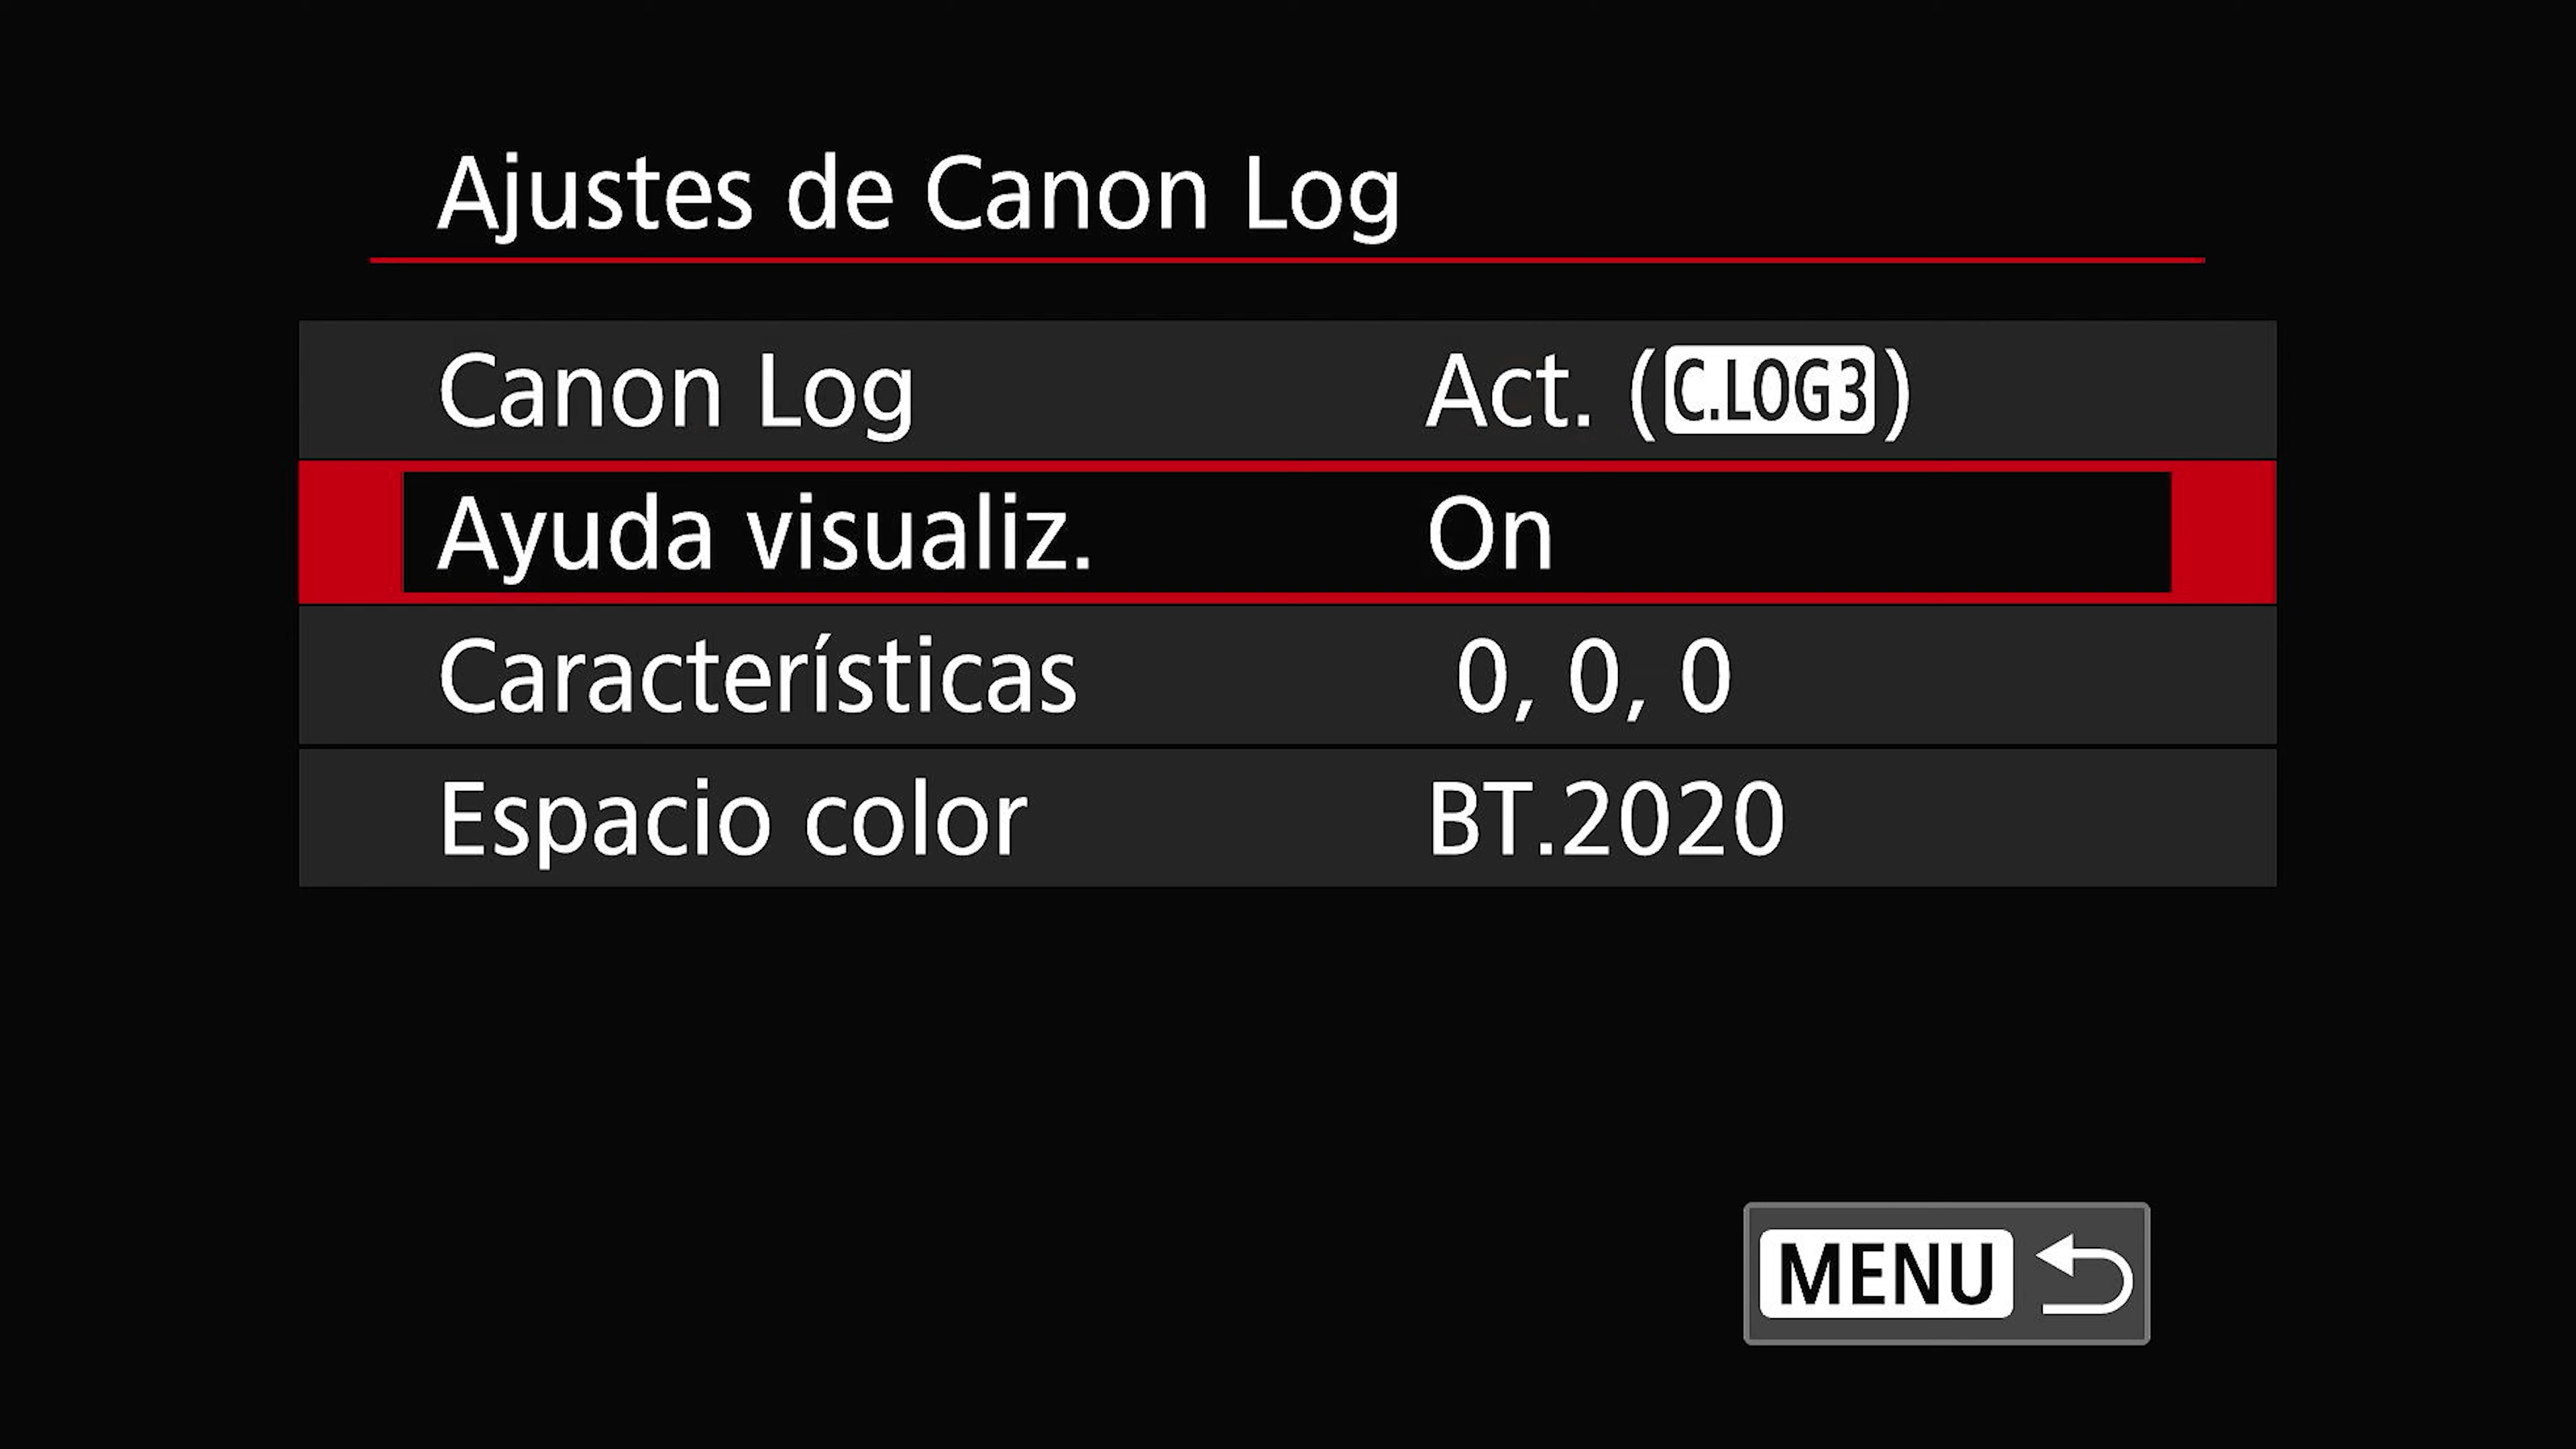 Ajustes de Canon Log
Canon Log Act. (C.LOG3)
Ayuda visualiz. On
Características 0, 0, 0
Espacio color BT.2020
MENU